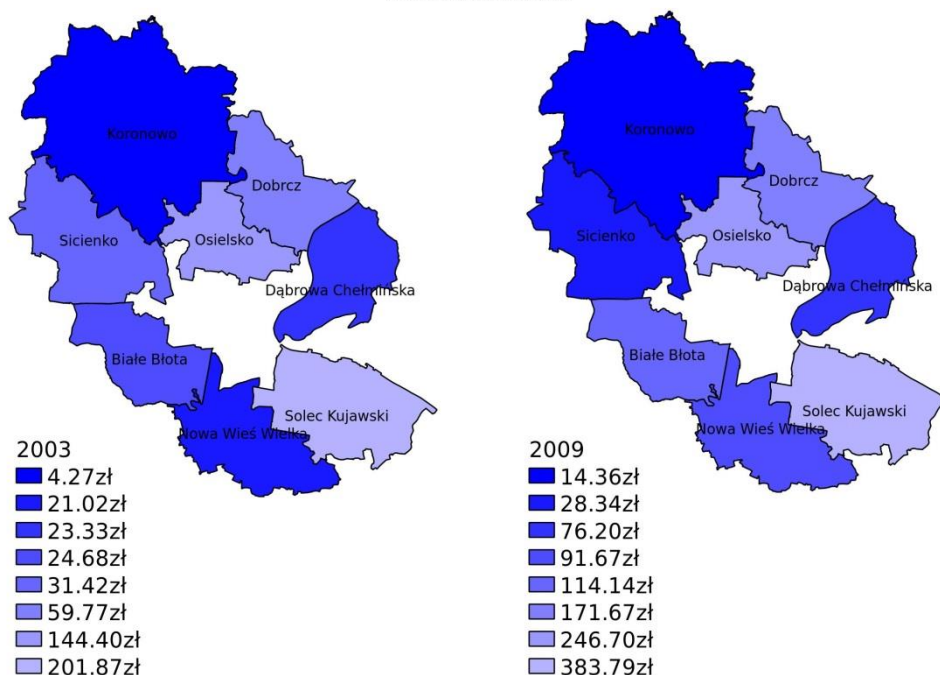 Koronowo
Dobrcz
Sicienko
Osielsko
Dąbrowa Chełmińska
Białe Błota
Solec Kujawski
Nowa Wieś Wielka
2003
4.27zł
21.02zł
23.33zł
24.68zł
31.42zł
59.77zł
144.40zł
201.87zł
Koronowo
Dobrcz
Sicienko
Osielsko
Dąbrowa Chełmińska
Białe Błota
Solec Kujawski
Nowa Wieś Wielka
2009
14.36zł
28.34zł
76.20zł
91.67zł
114.14zł
171.67zł
246.70zł
383.79zł